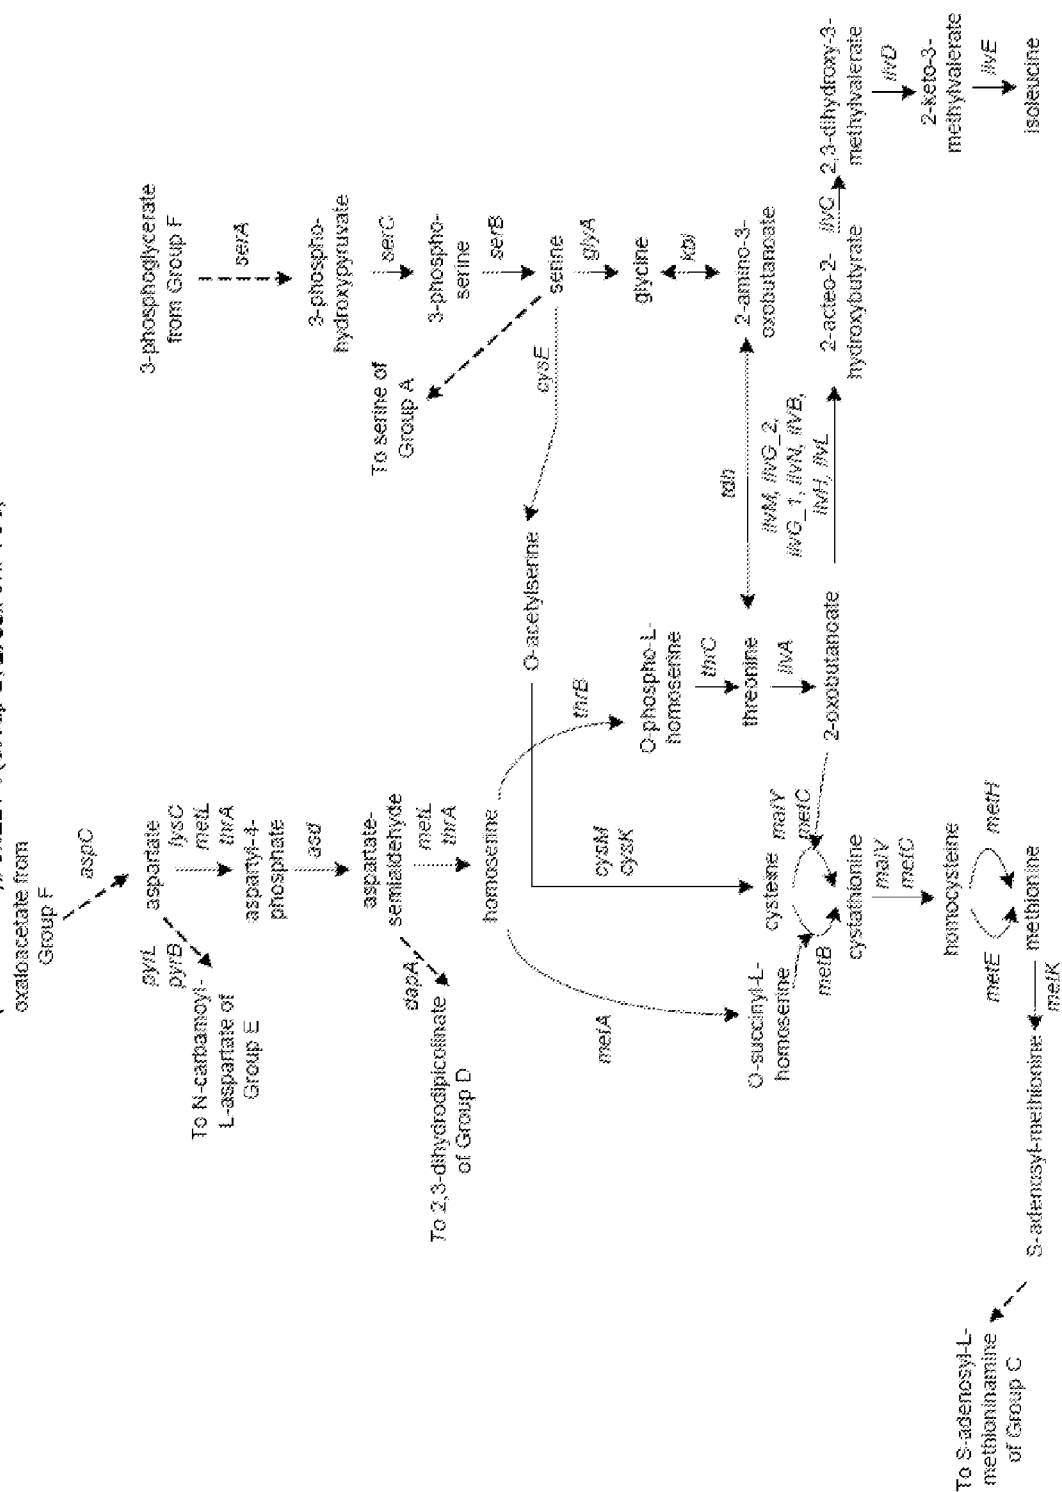 oxaloacetate from
Group F
aspC
aspartate
pyrL
pyrB
To N-carbamoyl-
L-aspartate of
Group E
lysC
metL
thrA
aspartyl-4-
phosphate
asd
aspartate-
semialdehyde
dapA
To 2,3-dihydrodipicolinate
of Group D
metL
thrA
homoserine
metA
thrB
O-succinyl-L-
homoserine
metB
O-phospho-L-
homoserine
thrC
threonine
ilvA
2-oxobutanoate
3-phosphoglycerate
from Group F
serA
3-phospho-
hydroxypyruvate
serC
3-phospho-
serine
serB
serine
To serine of
Group A
cysE
O-acetylserine
cysM
cysK
cysteine
malY
metC
cystathionine
malY
metC
homocysteine
metE
metH
methionine
metK
S-adenosyl-methionine
To S-adenosyl-L-
methioninamine
of Group C
glyA
glycine
kbl
2-amino-3-
oxobutanoate
tdh
ilvM, ilvG_2,
ilvG_1, ilvN, ilvB,
ilvH, ilvL
2-aceto-2-
hydroxybutyrate
ilvC
2,3-dihydroxy-3-
methylvalerate
ilvD
2-keto-3-
methylvalerate
ilvE
isoleucine